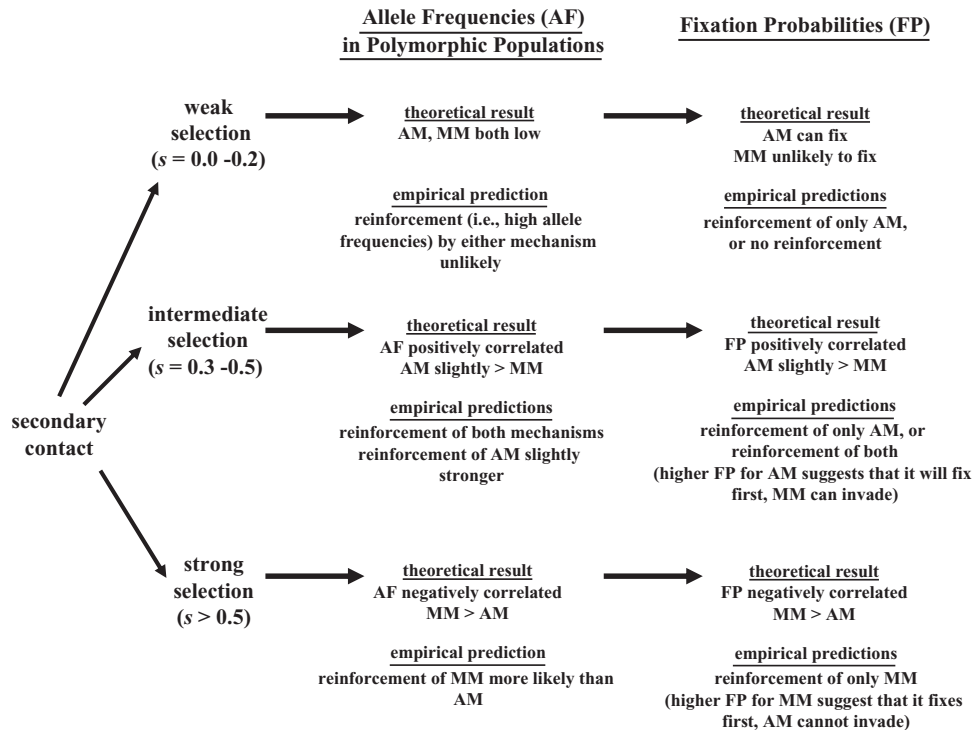 Allele Frequencies (AF)
in Polymorphic Populations
Fixation Probabilities (FP)
weak
selection
(s = 0.0 -0.2)
theoretical result
AM, MM both low
empirical prediction
reinforcement (i.e., high allele
frequencies) by either mechanism
unlikely
theoretical result
AM can fix
MM unlikely to fix
empirical predictions
reinforcement of only AM,
or no reinforcement
secondary
contact
intermediate
selection
(s = 0.3 -0.5)
theoretical result
AF positively correlated
AM slightly > MM
empirical predictions
reinforcement of both mechanisms
reinforcement of AM slightly
stronger
theoretical result
FP positively correlated
AM slightly > MM
empirical predictions
reinforcement of only AM, or
reinforcement of both
(higher FP for AM suggests that it will fix
first, MM can invade)
strong
selection
(s > 0.5)
theoretical result
AF negatively correlated
MM > AM
empirical prediction
reinforcement of MM more likely than
AM
theoretical result
FP negatively correlated
MM > AM
empirical predictions
reinforcement of only MM
(higher FP for MM suggest that it fixes
first, AM cannot invade)